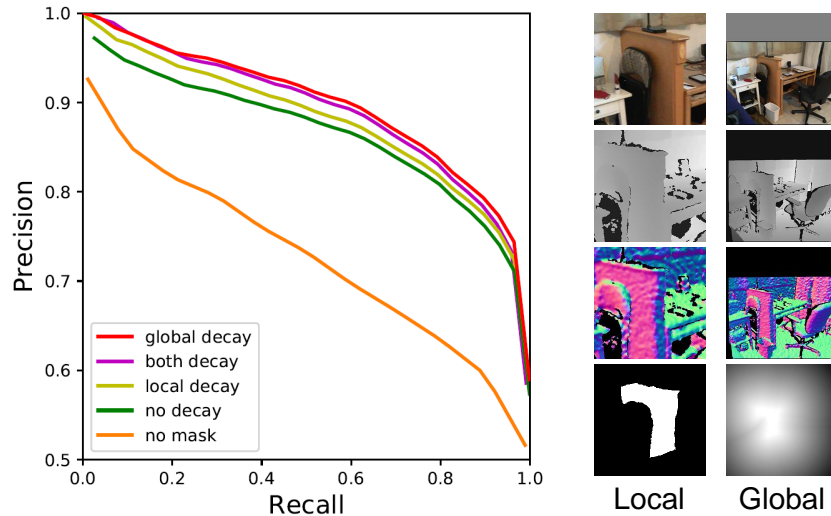 1.0
0.9
0.8
0.7
0.6
0.5
Precision
global decay
both decay
local decay
no decay
no mask
0.0 0.2 0.4 0.6 0.8 1.0
Recall
Local Global